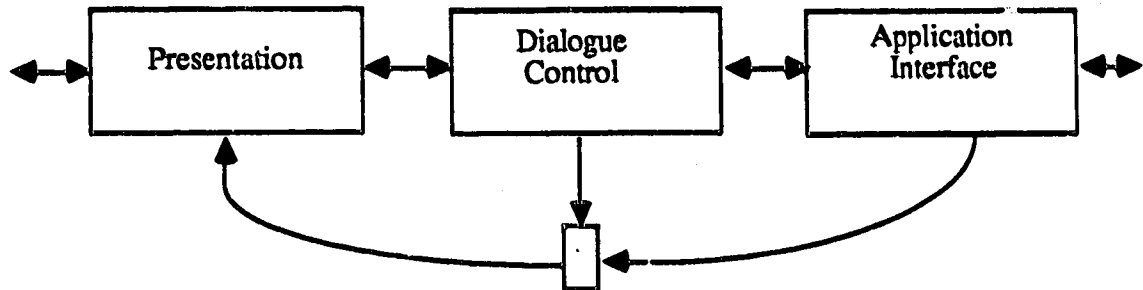 Presentation
Dialogue
Control
Application
Interface